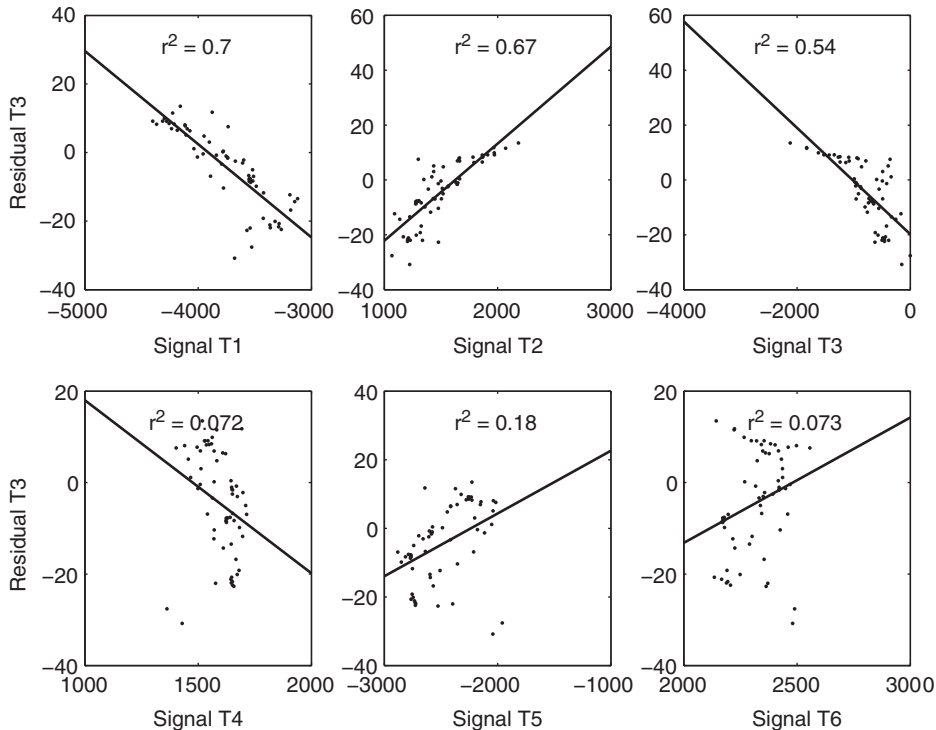 40
20
0
−20
−40
Residual T3
r² = 0.7
−5000 −4000 −3000
Signal T1
60
40
20
0
−20
−40
r² = 0.67
1000 2000 3000
Signal T2
60
40
20
0
−20
−40
r² = 0.54
−4000 −2000 0
Signal T3
20
0
−20
−40
Residual T3
r² = 0.072
1000 1500 2000
Signal T4
40
20
0
−20
−40
r² = 0.18
−3000 −2000 −1000
Signal T5
20
0
−20
−40
r² = 0.073
2000 2500 3000
Signal T6